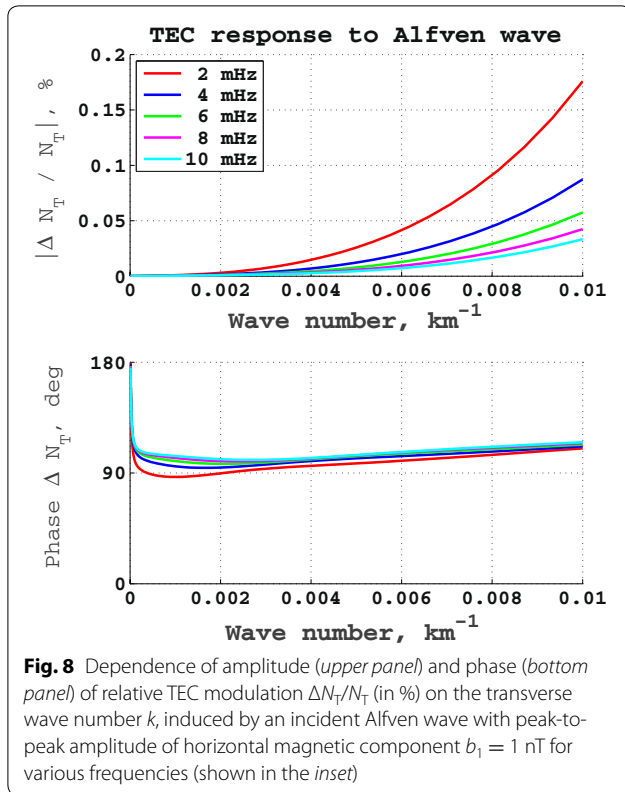 TEC response to Alfven wave
|Δ N_T / N_T| , %
0.2
0.15
0.1
0.05
0
2 mHz
4 mHz
6 mHz
8 mHz
10 mHz
0 0.002 0.004 0.006 0.008 0.01
Wave number, km⁻¹
Phase Δ N_T, deg
180
90
0
0 0.002 0.004 0.006 0.008 0.01
Wave number, km⁻¹
Fig. 8 Dependence of amplitude (upper panel) and phase (bottom
panel) of relative TEC modulation ΔN_T/N_T (in %) on the transverse
wave number k, induced by an incident Alfven wave with peak-to-
peak amplitude of horizontal magnetic component b₁ = 1 nT for
various frequencies (shown in the inset)